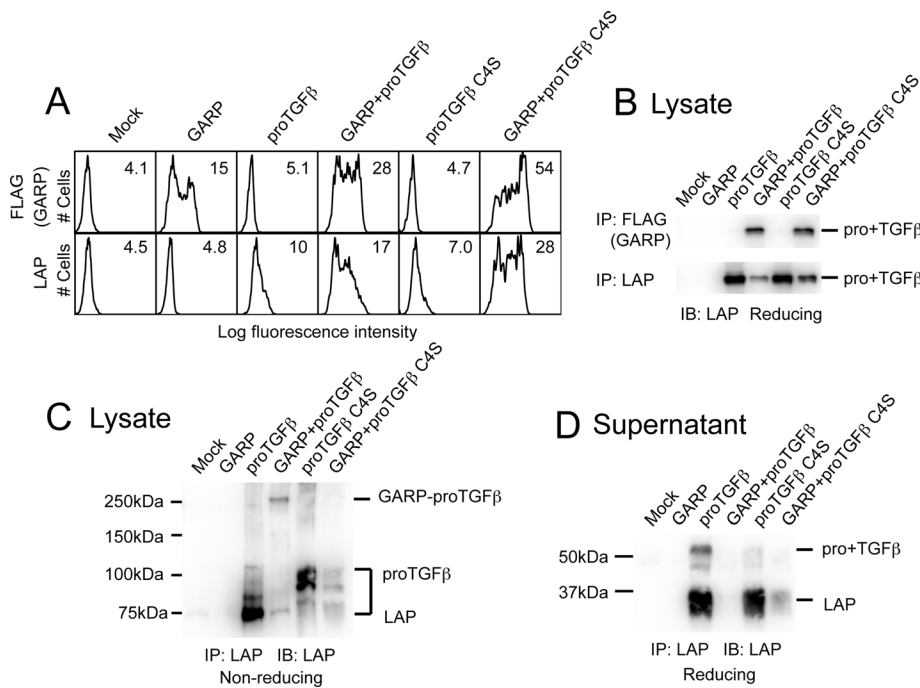 A
Mock
GARP
proTGFβ
GARP+proTGFβ
proTGFβ C4S
GARP+proTGFβ C4S
FLAG
(GARP)
# Cells
4.1
15
5.1
28
4.7
54
LAP
# Cells
4.5
4.8
10
17
7.0
28
Log fluorescence intensity
B Lysate
Mock
GARP
proTGFβ
GARP+proTGFβ
proTGFβ C4S
GARP+proTGFβ C4S
IP: FLAG
(GARP)
pro+TGFβ
IP: LAP
pro+TGFβ
IB: LAP Reducing
C Lysate
Mock
GARP
proTGFβ
GARP+proTGFβ
proTGFβ C4S
GARP+proTGFβ C4S
250kDa
GARP-proTGFβ
150kDa
100kDa
proTGFβ
75kDa
LAP
IP: LAP IB: LAP
Non-reducing
D Supernatant
Mock
GARP
proTGFβ
GARP+proTGFβ
proTGFβ C4S
GARP+proTGFβ C4S
50kDa
pro+TGFβ
37kDa
LAP
IP: LAP IB: LAP
Reducing